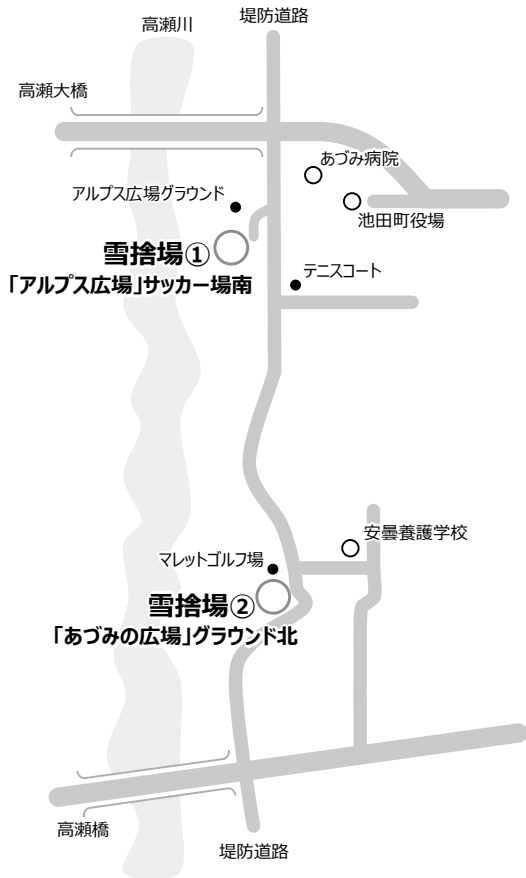 堤防道路
高瀬川
高瀬大橋
あづみ病院
アルプス広場グラウンド
池田町役場
雪捨場①
「アルプス広場」サッカー場南
テニスコート
安曇養護学校
マレットゴルフ場
雪捨場②
「あづみの広場」グラウンド北
高瀬橋
堤防道路